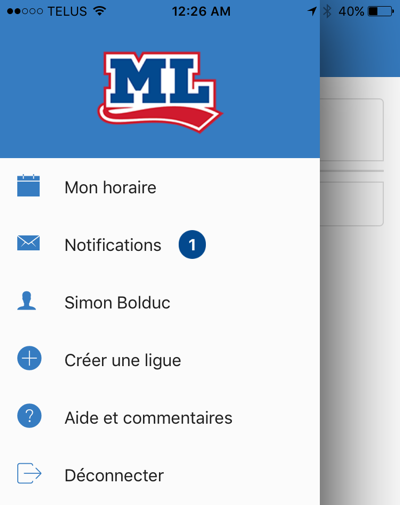 TELUS 12:26 AM 40%
ML
Mon horaire
Notifications 1
Simon Bolduc
Créer une ligue
Aide et commentaires
Déconnecter